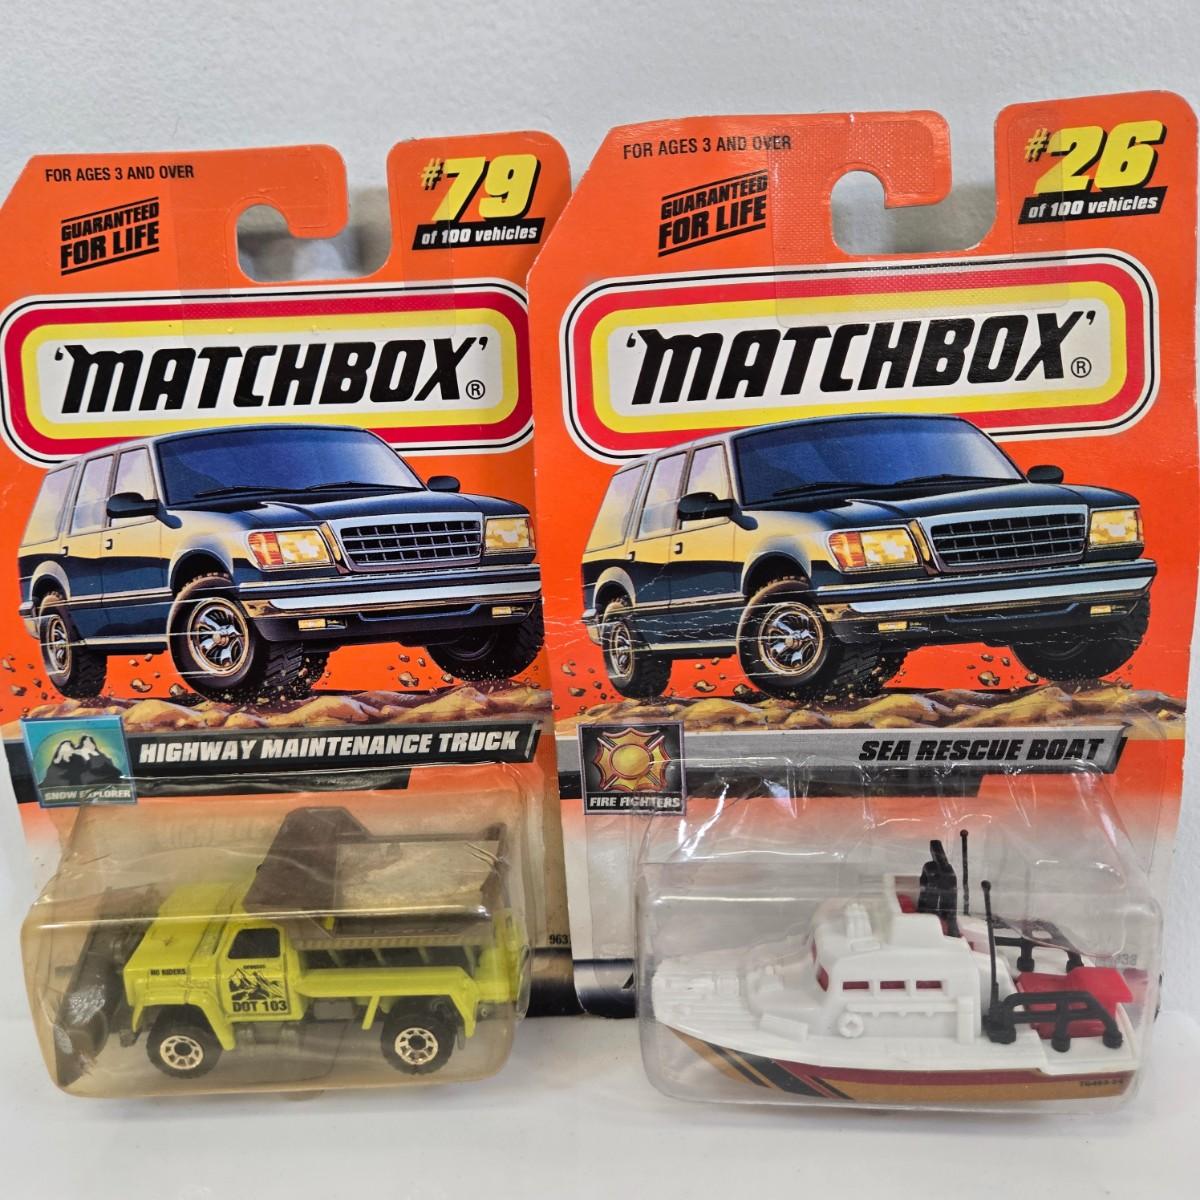 FOR AGES 3 AND OVER
GUARANTEED
FOR LIFE
#79
of 100 vehicles
'MATCHBOX'®
HIGHWAY MAINTENANCE TRUCK
SNOW EXPLORER
NO RIDERS
DOT 103
FOR AGES 3 AND OVER
GUARANTEED
FOR LIFE
#26
of 100 vehicles
'MATCHBOX'®
SEA RESCUE BOAT
FIRE FIGHTERS